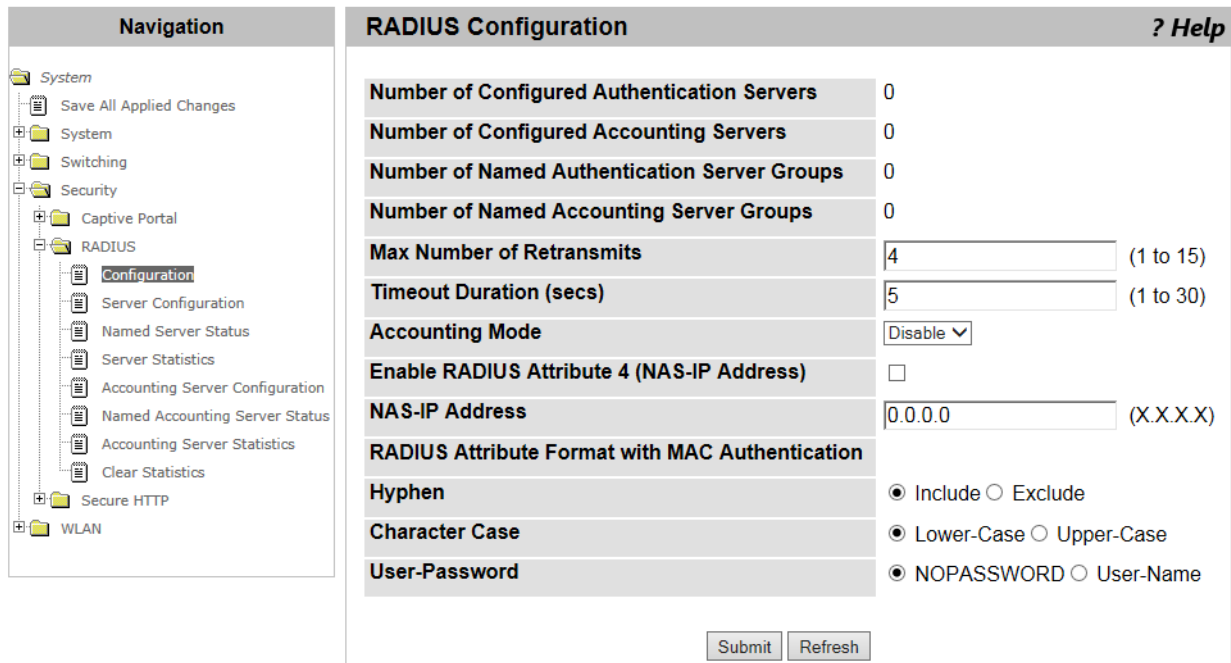 Navigation
System
Save All Applied Changes
System
Switching
Security
Captive Portal
RADIUS
Configuration
Server Configuration
Named Server Status
Server Statistics
Accounting Server Configuration
Named Accounting Server Status
Accounting Server Statistics
Clear Statistics
Secure HTTP
WLAN
RADIUS Configuration ? Help
Number of Configured Authentication Servers 0
Number of Configured Accounting Servers 0
Number of Named Authentication Server Groups 0
Number of Named Accounting Server Groups 0
Max Number of Retransmits 4 (1 to 15)
Timeout Duration (secs) 5 (1 to 30)
Accounting Mode Disable
Enable RADIUS Attribute 4 (NAS-IP Address)
NAS-IP Address 0.0.0.0 (X.X.X.X)
RADIUS Attribute Format with MAC Authentication
Hyphen Include Exclude
Character Case Lower-Case Upper-Case
User-Password NOPASSWORD User-Name
Submit Refresh